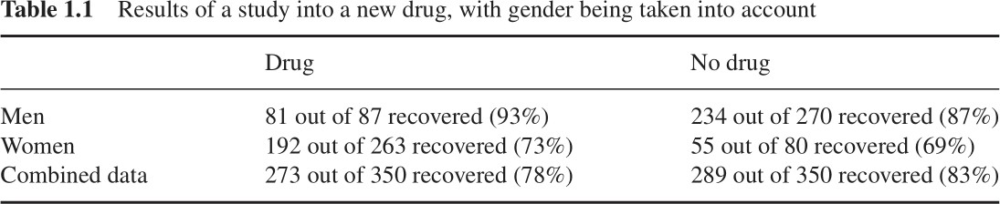 Table 1.1 Results of a study into a new drug, with gender being taken into account
Drug No drug
Men 81 out of 87 recovered (93%) 234 out of 270 recovered (87%)
Women 192 out of 263 recovered (73%) 55 out of 80 recovered (69%)
Combined data 273 out of 350 recovered (78%) 289 out of 350 recovered (83%)